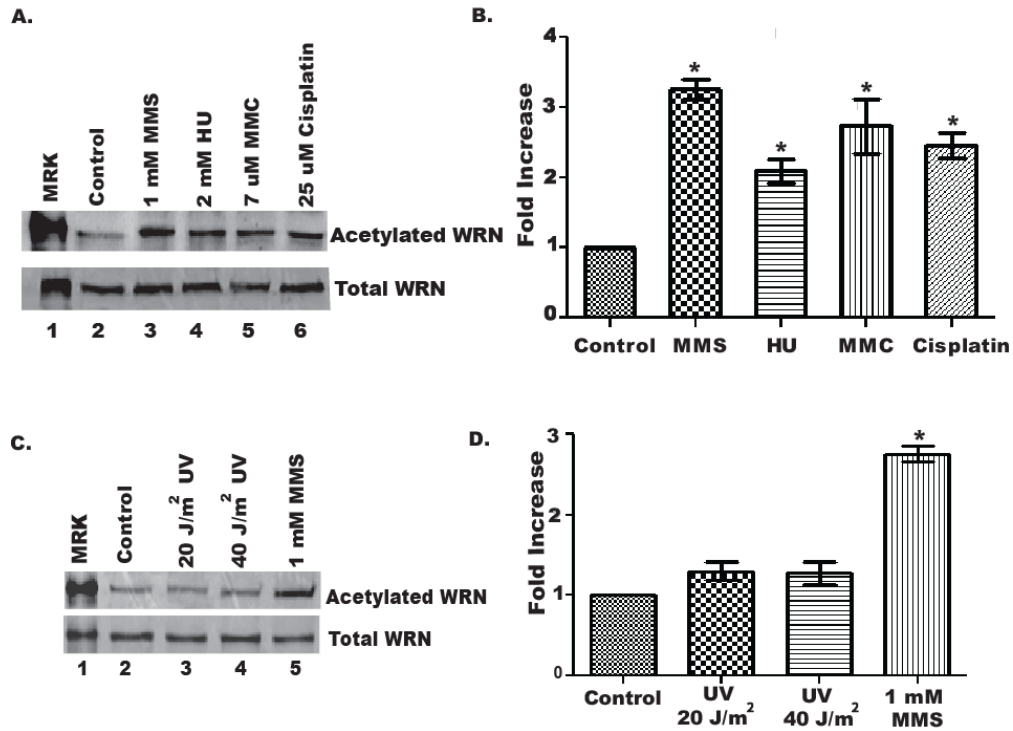 A.
MRK
Control
1 mM MMS
2 mM HU
7 uM MMC
25 uM Cisplatin
Acetylated WRN
Total WRN
1 2 3 4 5 6
B.
Fold Increase
4
3
2
1
0
* * * *
Control MMS HU MMC Cisplatin
C.
MRK
Control
20 J/m² UV
40 J/m² UV
1 mM MMS
Acetylated WRN
Total WRN
1 2 3 4 5
D.
Fold Increase
3
2
1
0
*
Control
UV
20 J/m²
UV
40 J/m²
1 mM
MMS